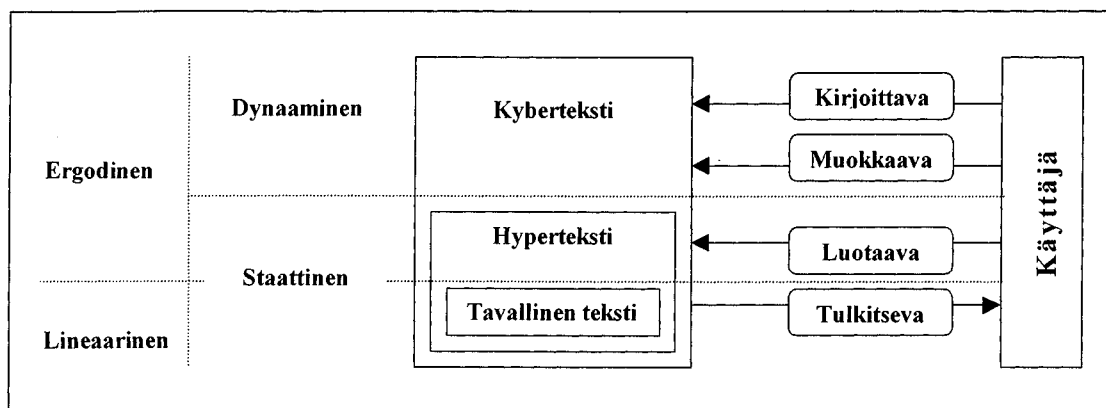 Dynaaminen
Kyberteksti
Kirjoittava
Muokkaava
Ergodinen
Käyttäjä
Hyperteksti
Luotaava
Staattinen
Tavallinen teksti
Tulkitseva
Lineaarinen